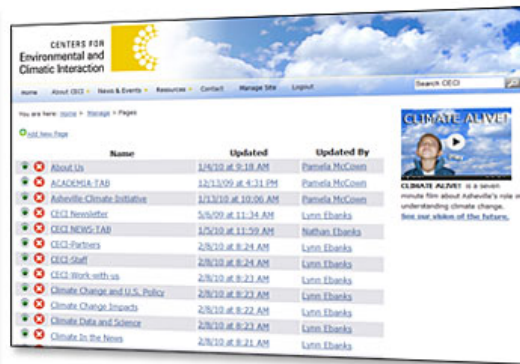 CENTERS FOR
Environmental and
Climatic Interaction
Home About CECI News & Events Resources Contact Manage Site Logout
Search CECI
You are here: Home > Manage > Pages
Add New Page
Name Updated Updated By
About Us 1/4/10 at 9:18 AM Pamela McCown
ACADEMIA-TAB 12/13/09 at 4:31 PM Pamela McCown
Asheville Climate Initiative 1/13/10 at 10:06 AM Pamela McCown
CECI Newsletter 5/6/09 at 11:34 AM Lynn Ebanks
CECI NEWS-TAB 1/5/10 at 11:59 AM Nathan Ebanks
CECI-Partners 2/8/10 at 8:24 AM Lynn Ebanks
CECI-Staff 2/8/10 at 8:24 AM Lynn Ebanks
CECI-Work-with-us 2/8/10 at 8:23 AM Lynn Ebanks
Climate Change and U.S. Policy 2/8/10 at 8:23 AM Lynn Ebanks
Climate Change Impacts 2/8/10 at 8:22 AM Lynn Ebanks
Climate Data and Science 2/8/10 at 8:23 AM Lynn Ebanks
Climate In the News 2/8/10 at 8:21 AM Lynn Ebanks
CLIMATE ALIVE!
Play
CLIMATE ALIVE! is a seven
minute film about Asheville's role in
understanding climate change.
See our vision of the future.